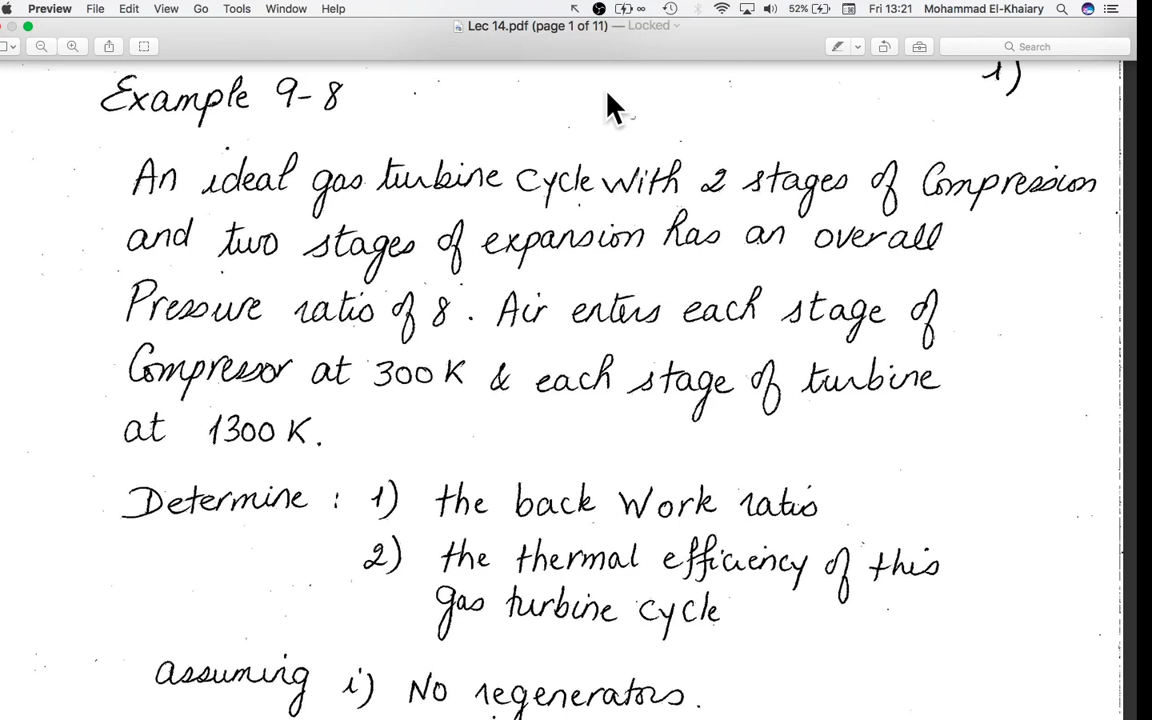 Preview File Edit View Go Tools Window Help 52% Fri 13:21 Mohammad El-Khaiary
Lec 14.pdf (page 1 of 11) — Locked
Search
1)
Example 9-8
An ideal gas turbine cycle with 2 stages of Compression
and two stages of expansion has an overall
Pressure ratio of 8. Air enters each stage of
Compressor at 300 K & each stage of turbine
at 1300 K.
Determine : 1) the back work ratio
2) the thermal efficiency of this
gas turbine cycle
assuming i) No regenerators.